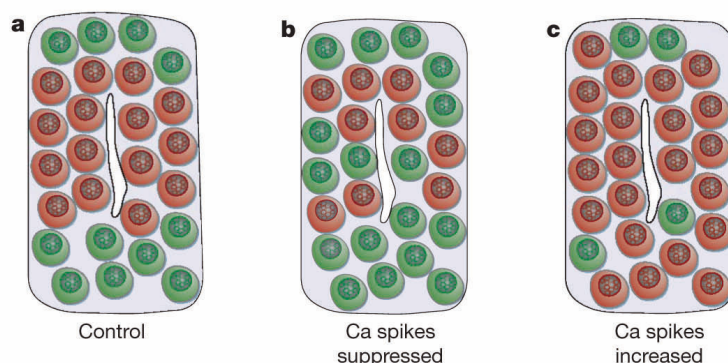 a
b
c
Control
Ca spikes
suppressed
Ca spikes
increased